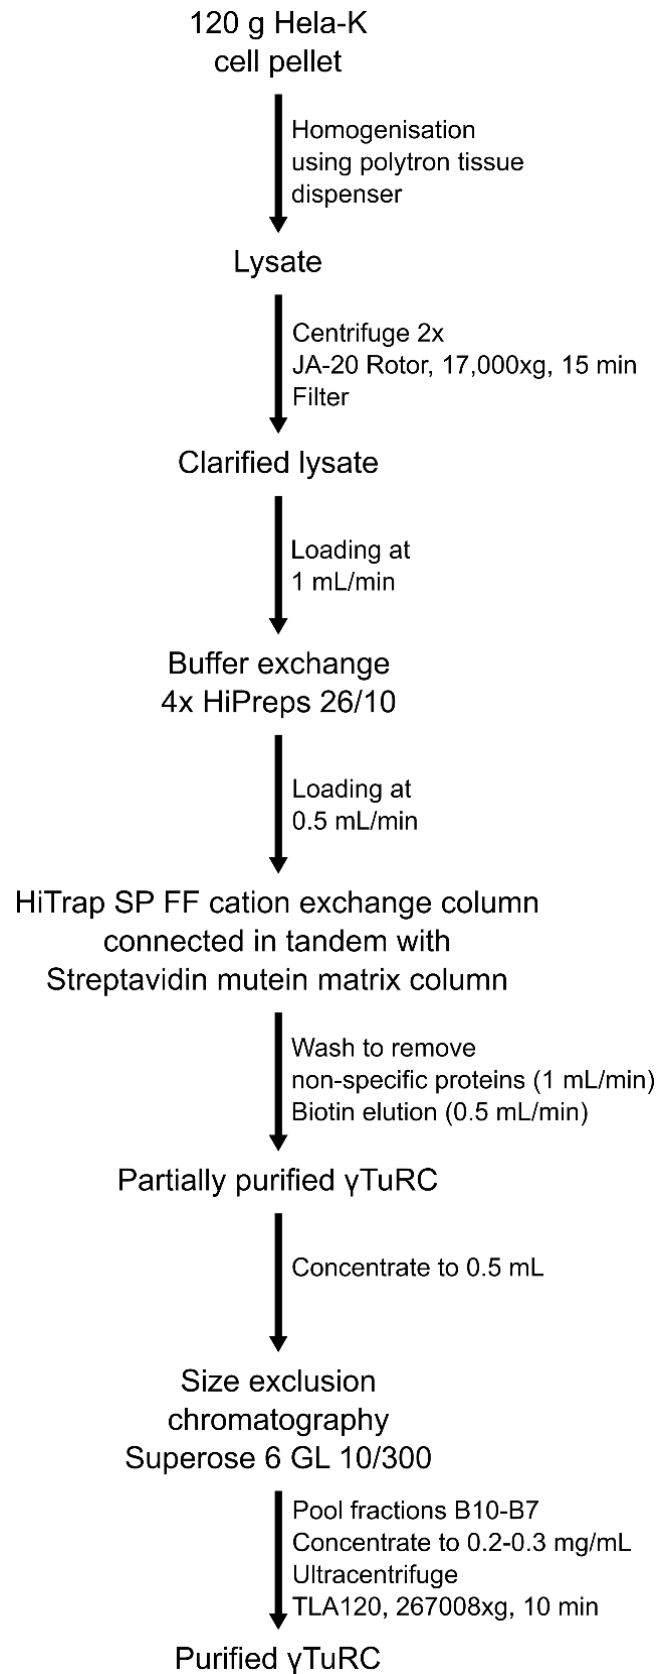 120 g Hela-K
cell pellet
Homogenisation
using polytron tissue
dispenser
Lysate
Centrifuge 2x
JA-20 Rotor, 17,000xg, 15 min
Filter
Clarified lysate
Loading at
1 mL/min
Buffer exchange
4x HiPreps 26/10
Loading at
0.5 mL/min
HiTrap SP FF cation exchange column
connected in tandem with
Streptavidin mutein matrix column
Wash to remove
non-specific proteins (1 mL/min)
Biotin elution (0.5 mL/min)
Partially purified γTuRC
Concentrate to 0.5 mL
Size exclusion
chromatography
Superose 6 GL 10/300
Pool fractions B10-B7
Concentrate to 0.2-0.3 mg/mL
Ultracentrifuge
TLA120, 267008xg, 10 min
Purified γTuRC